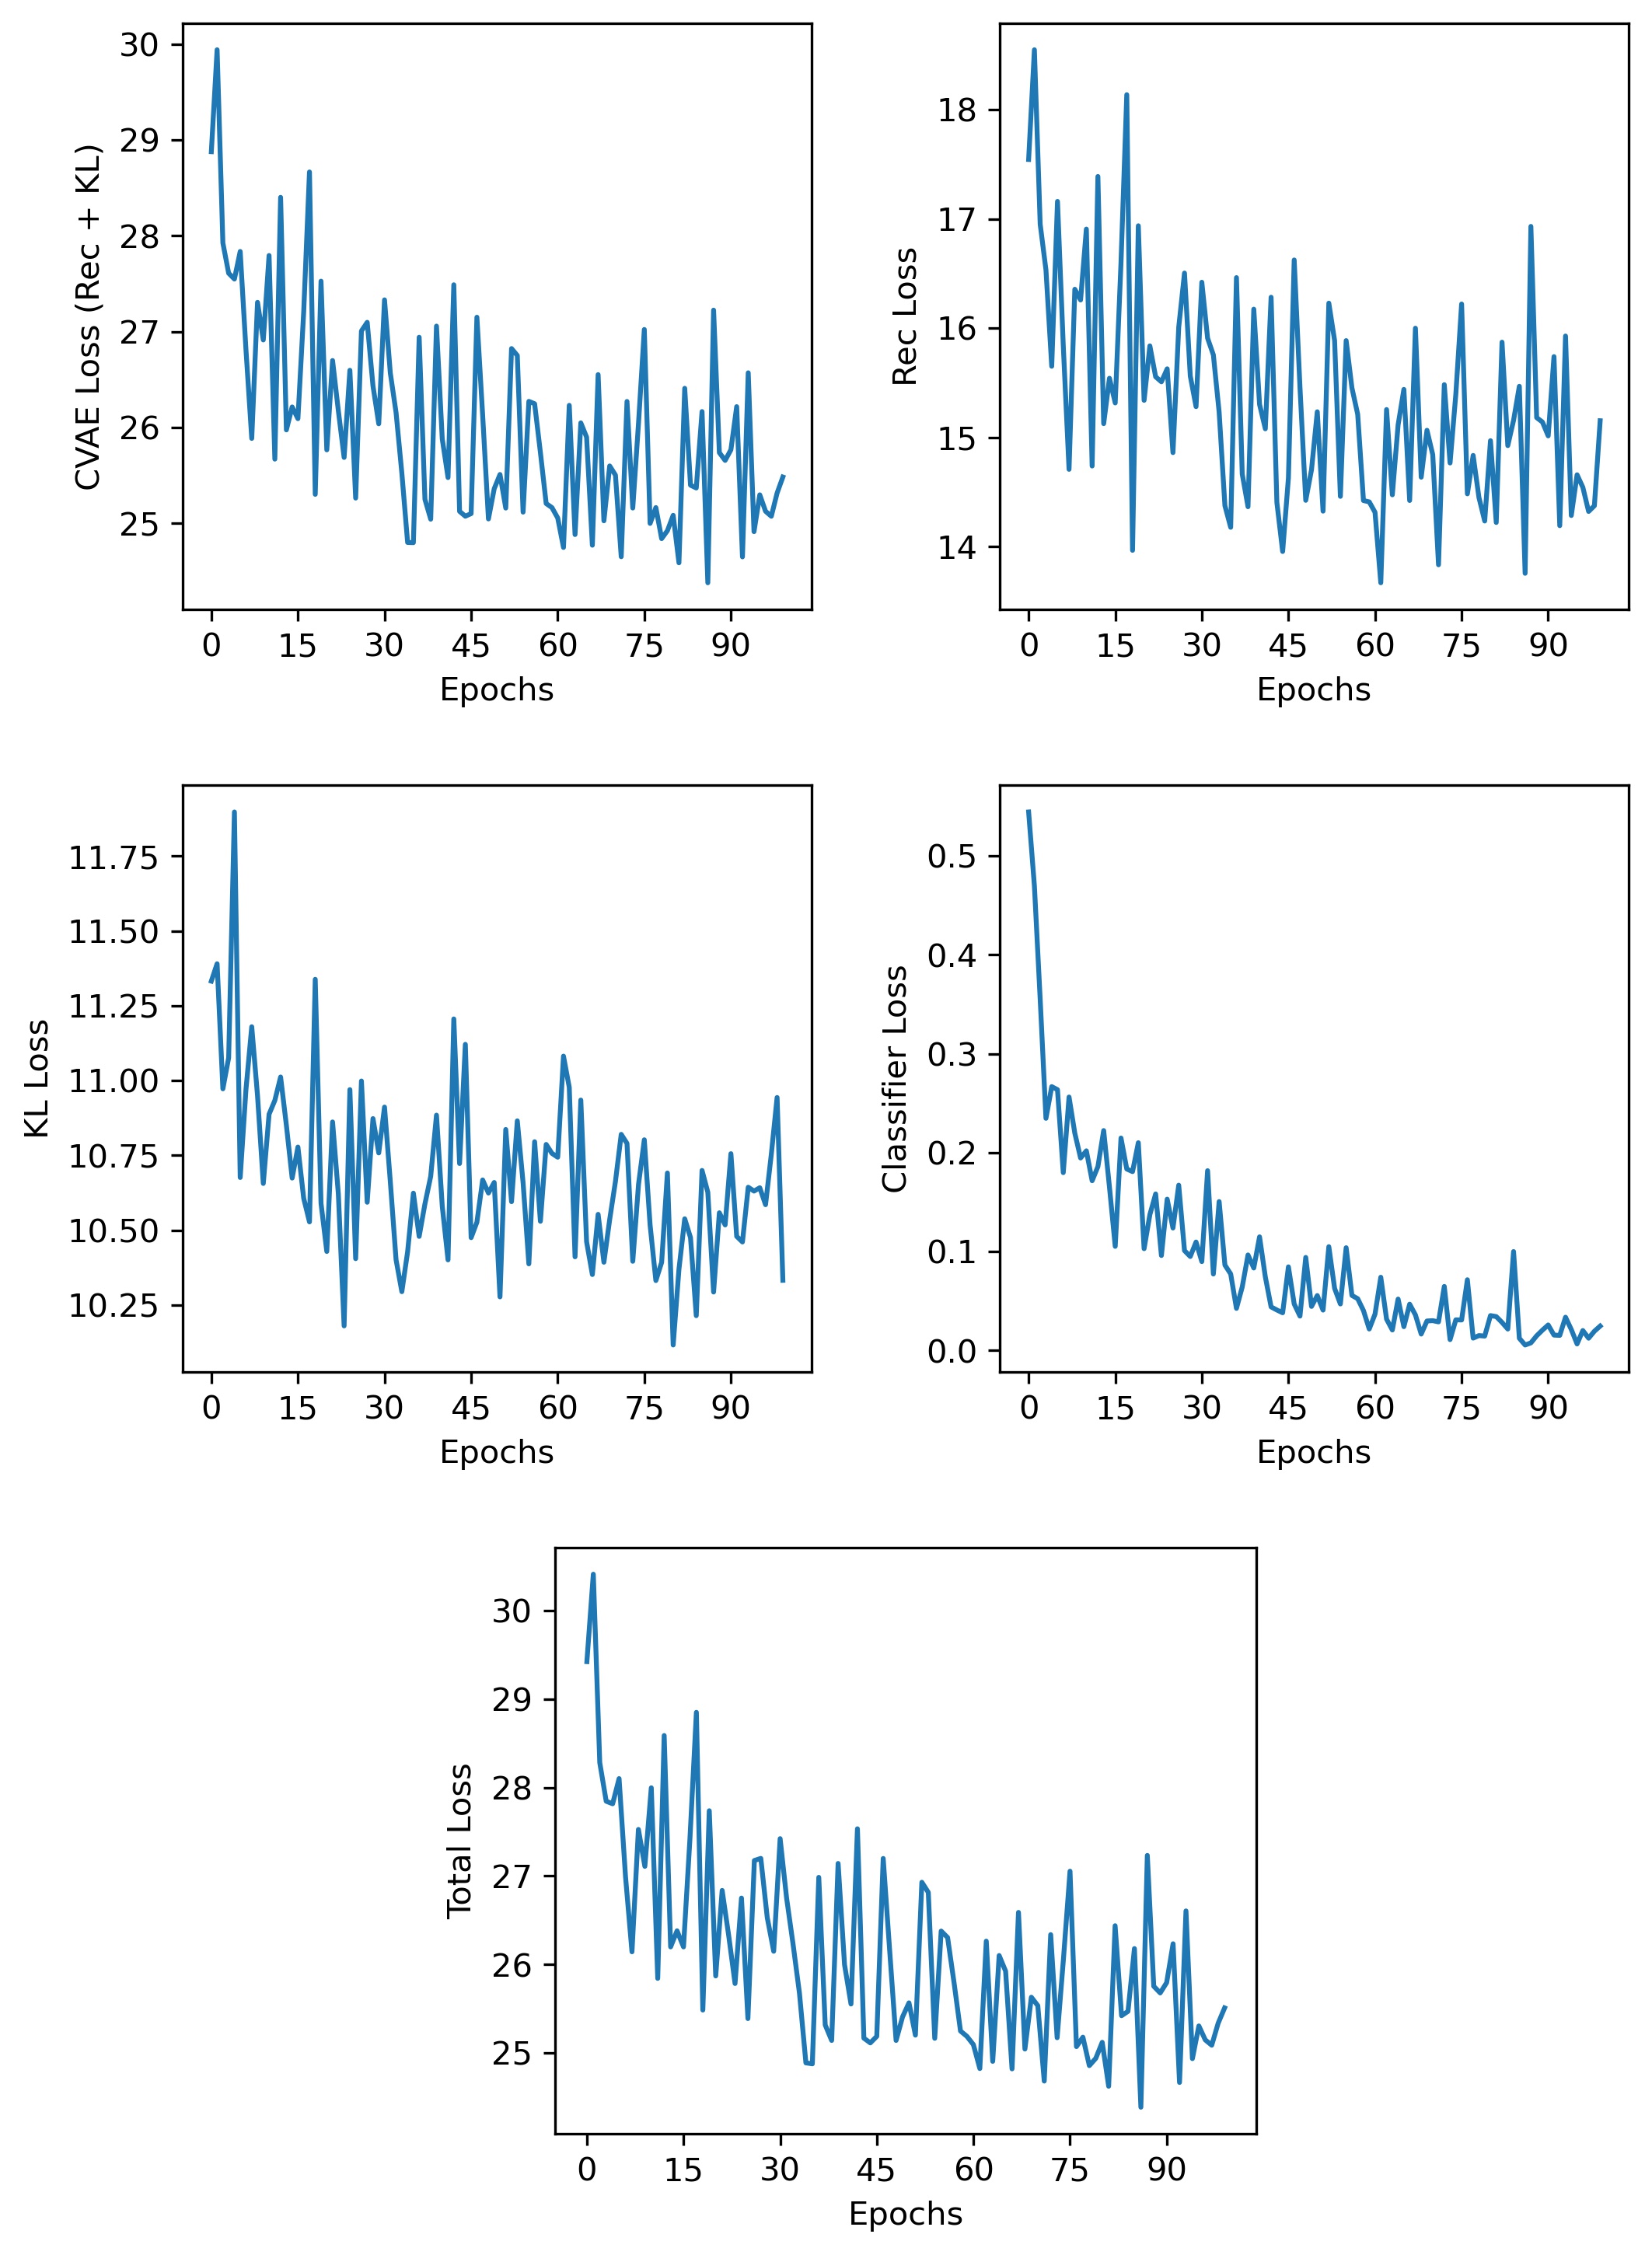 CVAE Loss (Rec + KL)
30
29
28
27
26
25
0 15 30 45 60 75 90
Epochs
Rec Loss
18
17
16
15
14
0 15 30 45 60 75 90
Epochs
KL Loss
11.75
11.50
11.25
11.00
10.75
10.50
10.25
0 15 30 45 60 75 90
Epochs
Classifier Loss
0.5
0.4
0.3
0.2
0.1
0.0
0 15 30 45 60 75 90
Epochs
Total Loss
30
29
28
27
26
25
0 15 30 45 60 75 90
Epochs